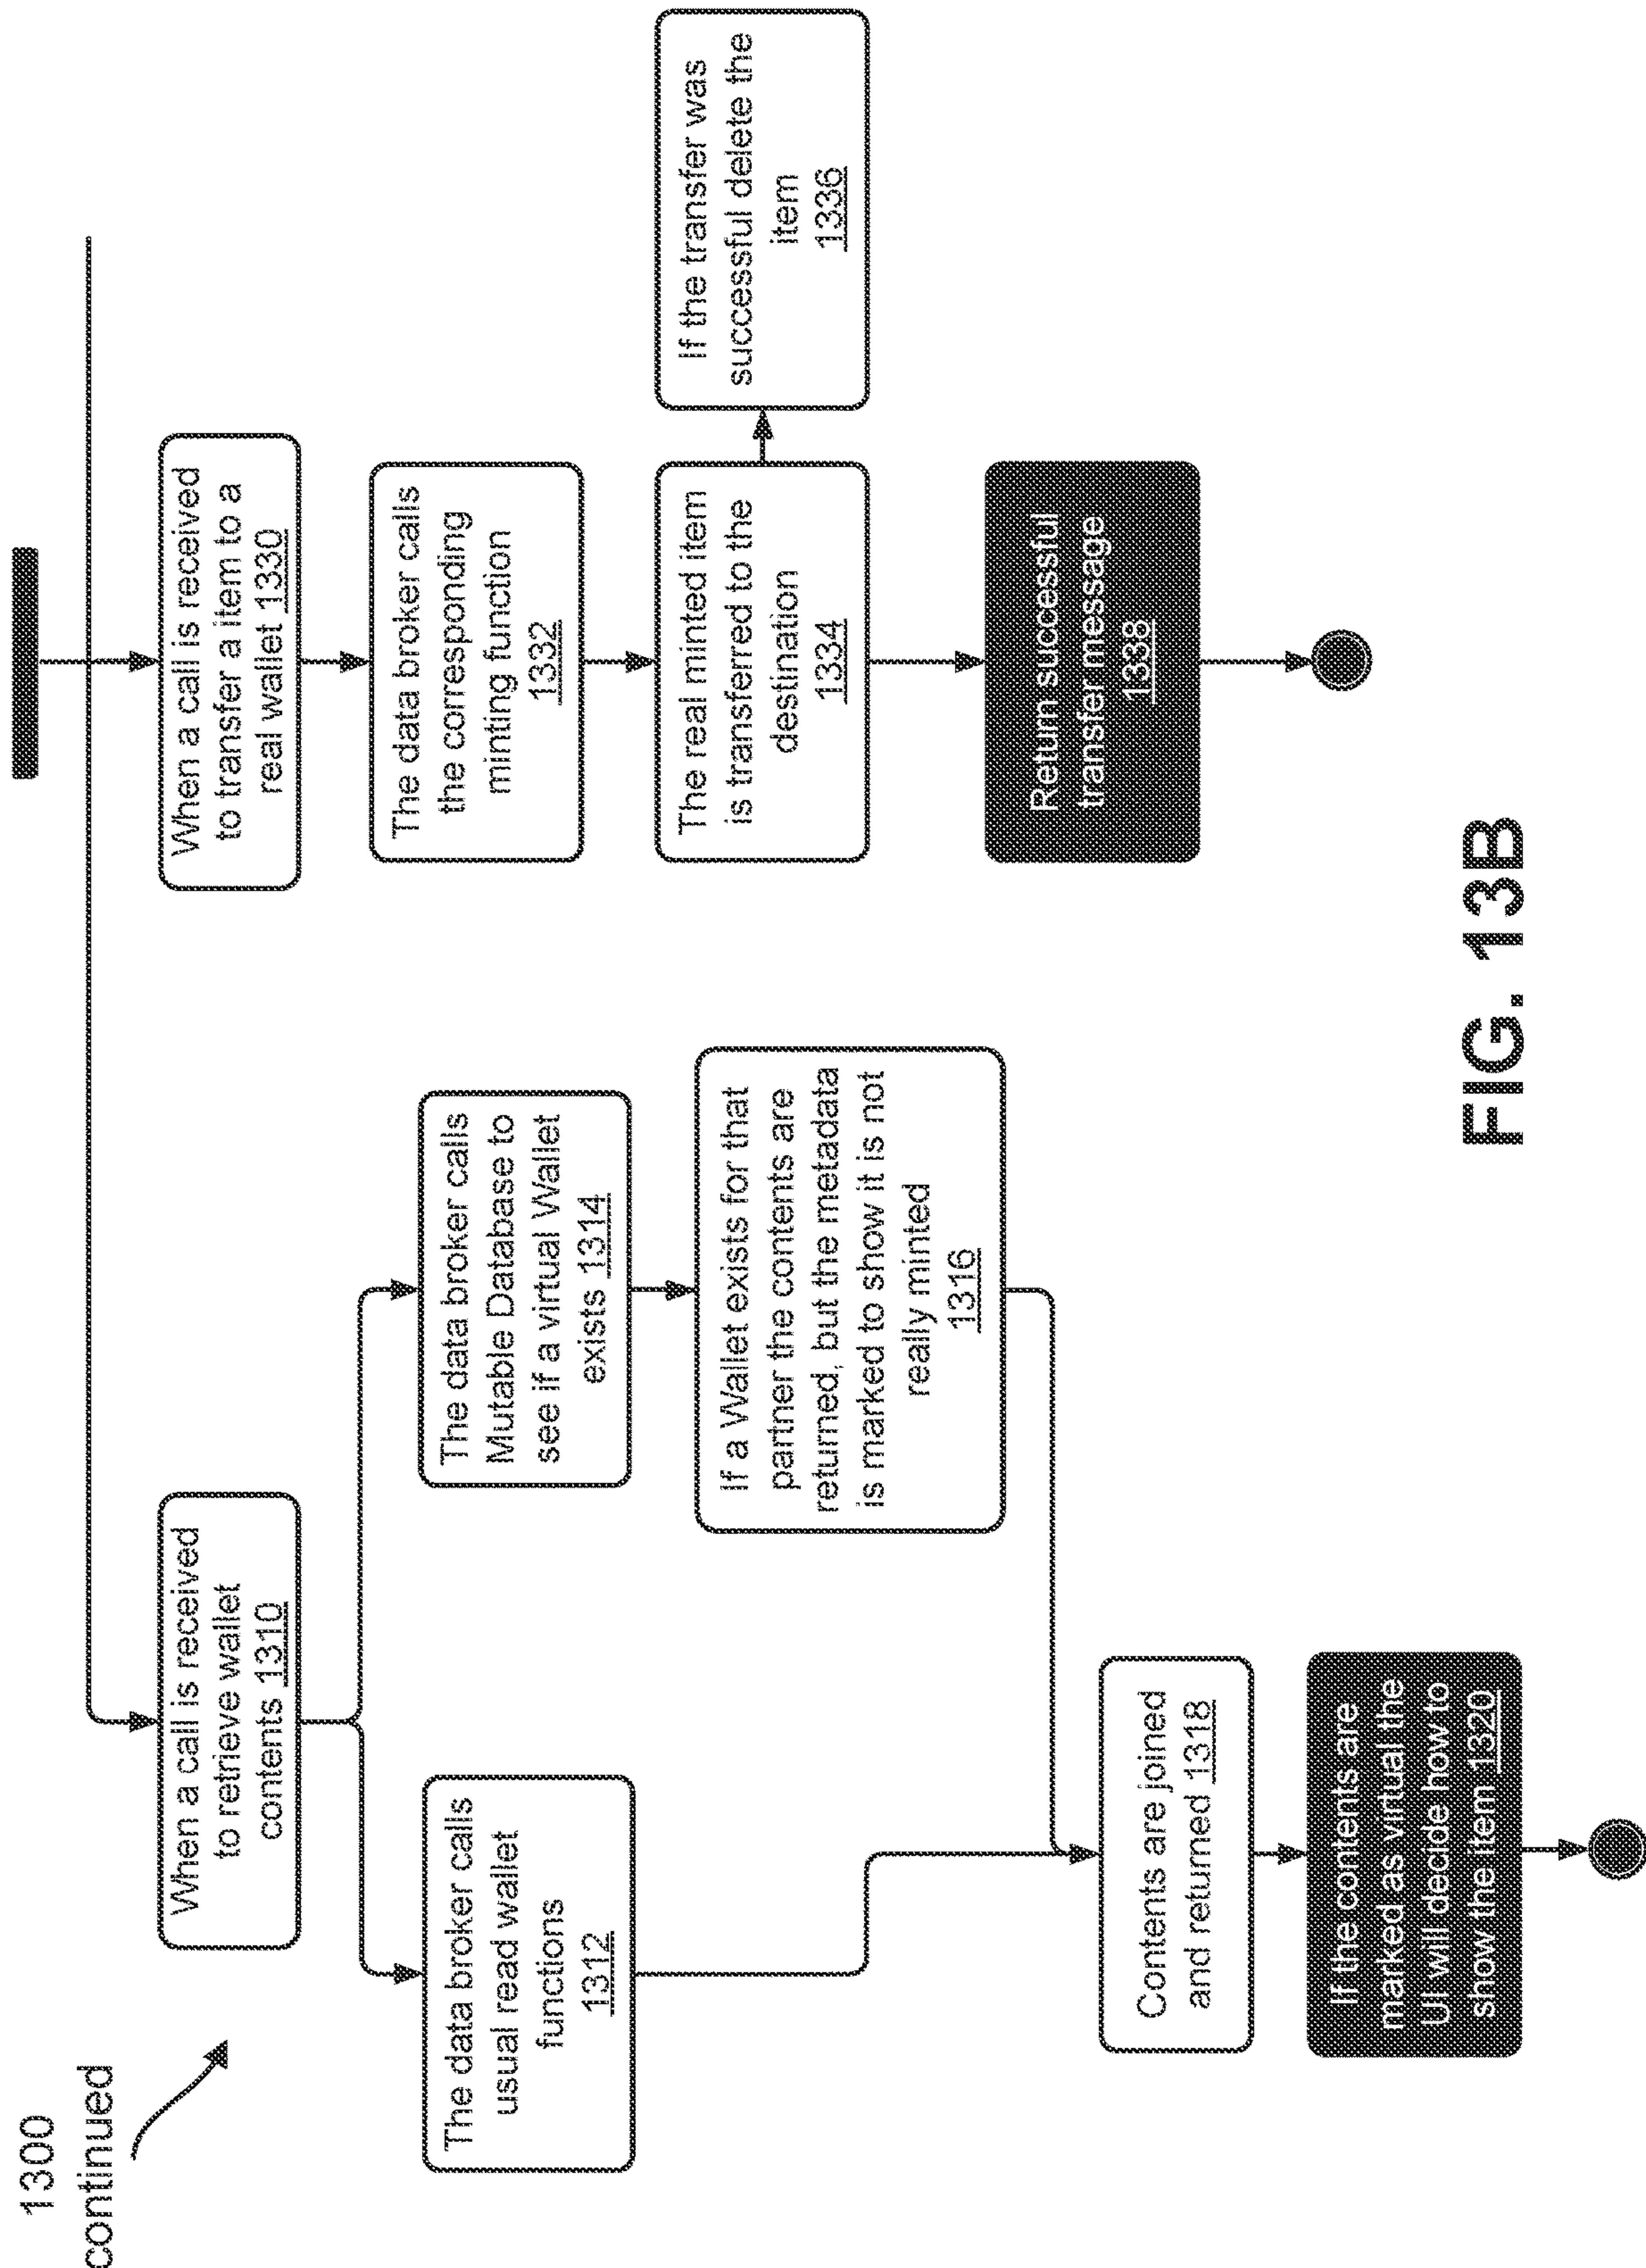 1300
continued
When a call is received
to retrieve wallet
contents 1310
The data broker calls
usual read wallet
functions
1312
The data broker calls
Mutable Database to
see if a virtual Wallet
exists 1314
If a Wallet exists for that
partner the contents are
returned, but the metadata
is marked to show it is not
really minted
1316
Contents are joined
and returned 1318
If the contents are
marked as virtual the
UI will decide how to
show the item 1320
When a call is received
to transfer a item to a
real wallet 1330
The data broker calls
the corresponding
minting function
1332
The real minted item
is transferred to the
destination
1334
If the transfer was
successful delete the
item
1336
Return successful
transfer message
1338
FIG. 13B